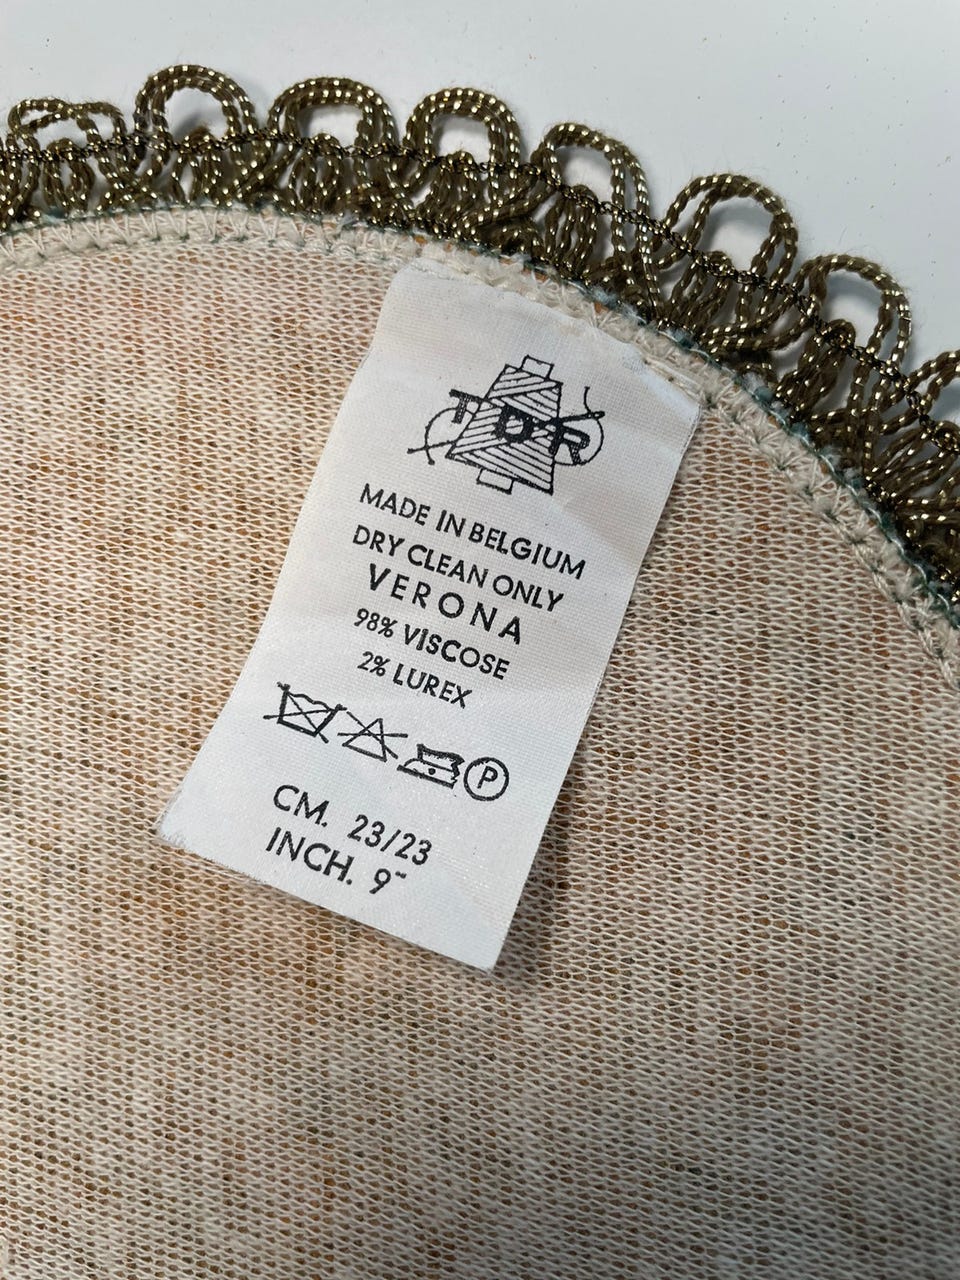 TDR
MADE IN BELGIUM
DRY CLEAN ONLY
VERONA
98% VISCOSE
2% LUREX
P
CM. 23/23
INCH. 9"